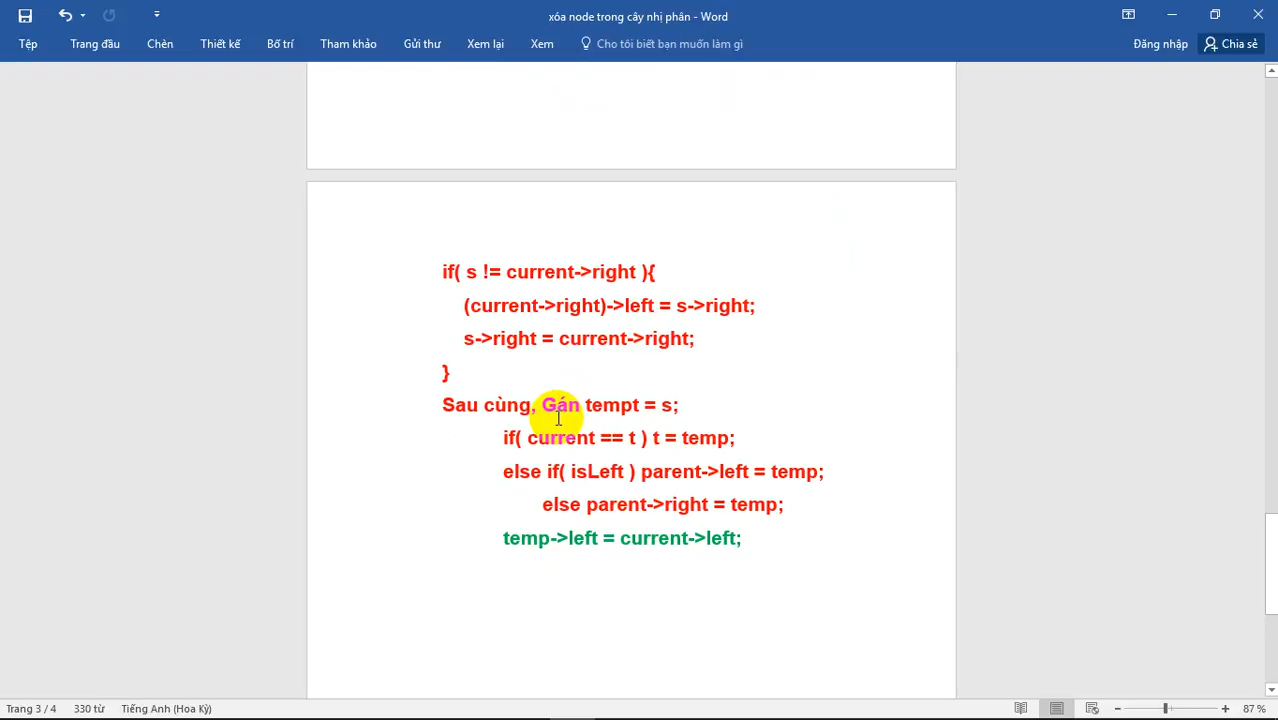 xóa node trong cây nhị phân - Word
Tệp Trang đầu Chèn Thiết kế Bố trí Tham khảo Gửi thư Xem lại Xem Cho tôi biết bạn muốn làm gì Đăng nhập Chia sẻ
if( s != current->right ){
(current->right)->left = s->right;
s->right = current->right;
}
Sau cùng, Gán tempt = s;
if( current == t ) t = temp;
else if( isLeft ) parent->left = temp;
else parent->right = temp;
temp->left = current->left;
Trang 3 / 4 330 từ Tiếng Anh (Hoa Kỳ) 87 %